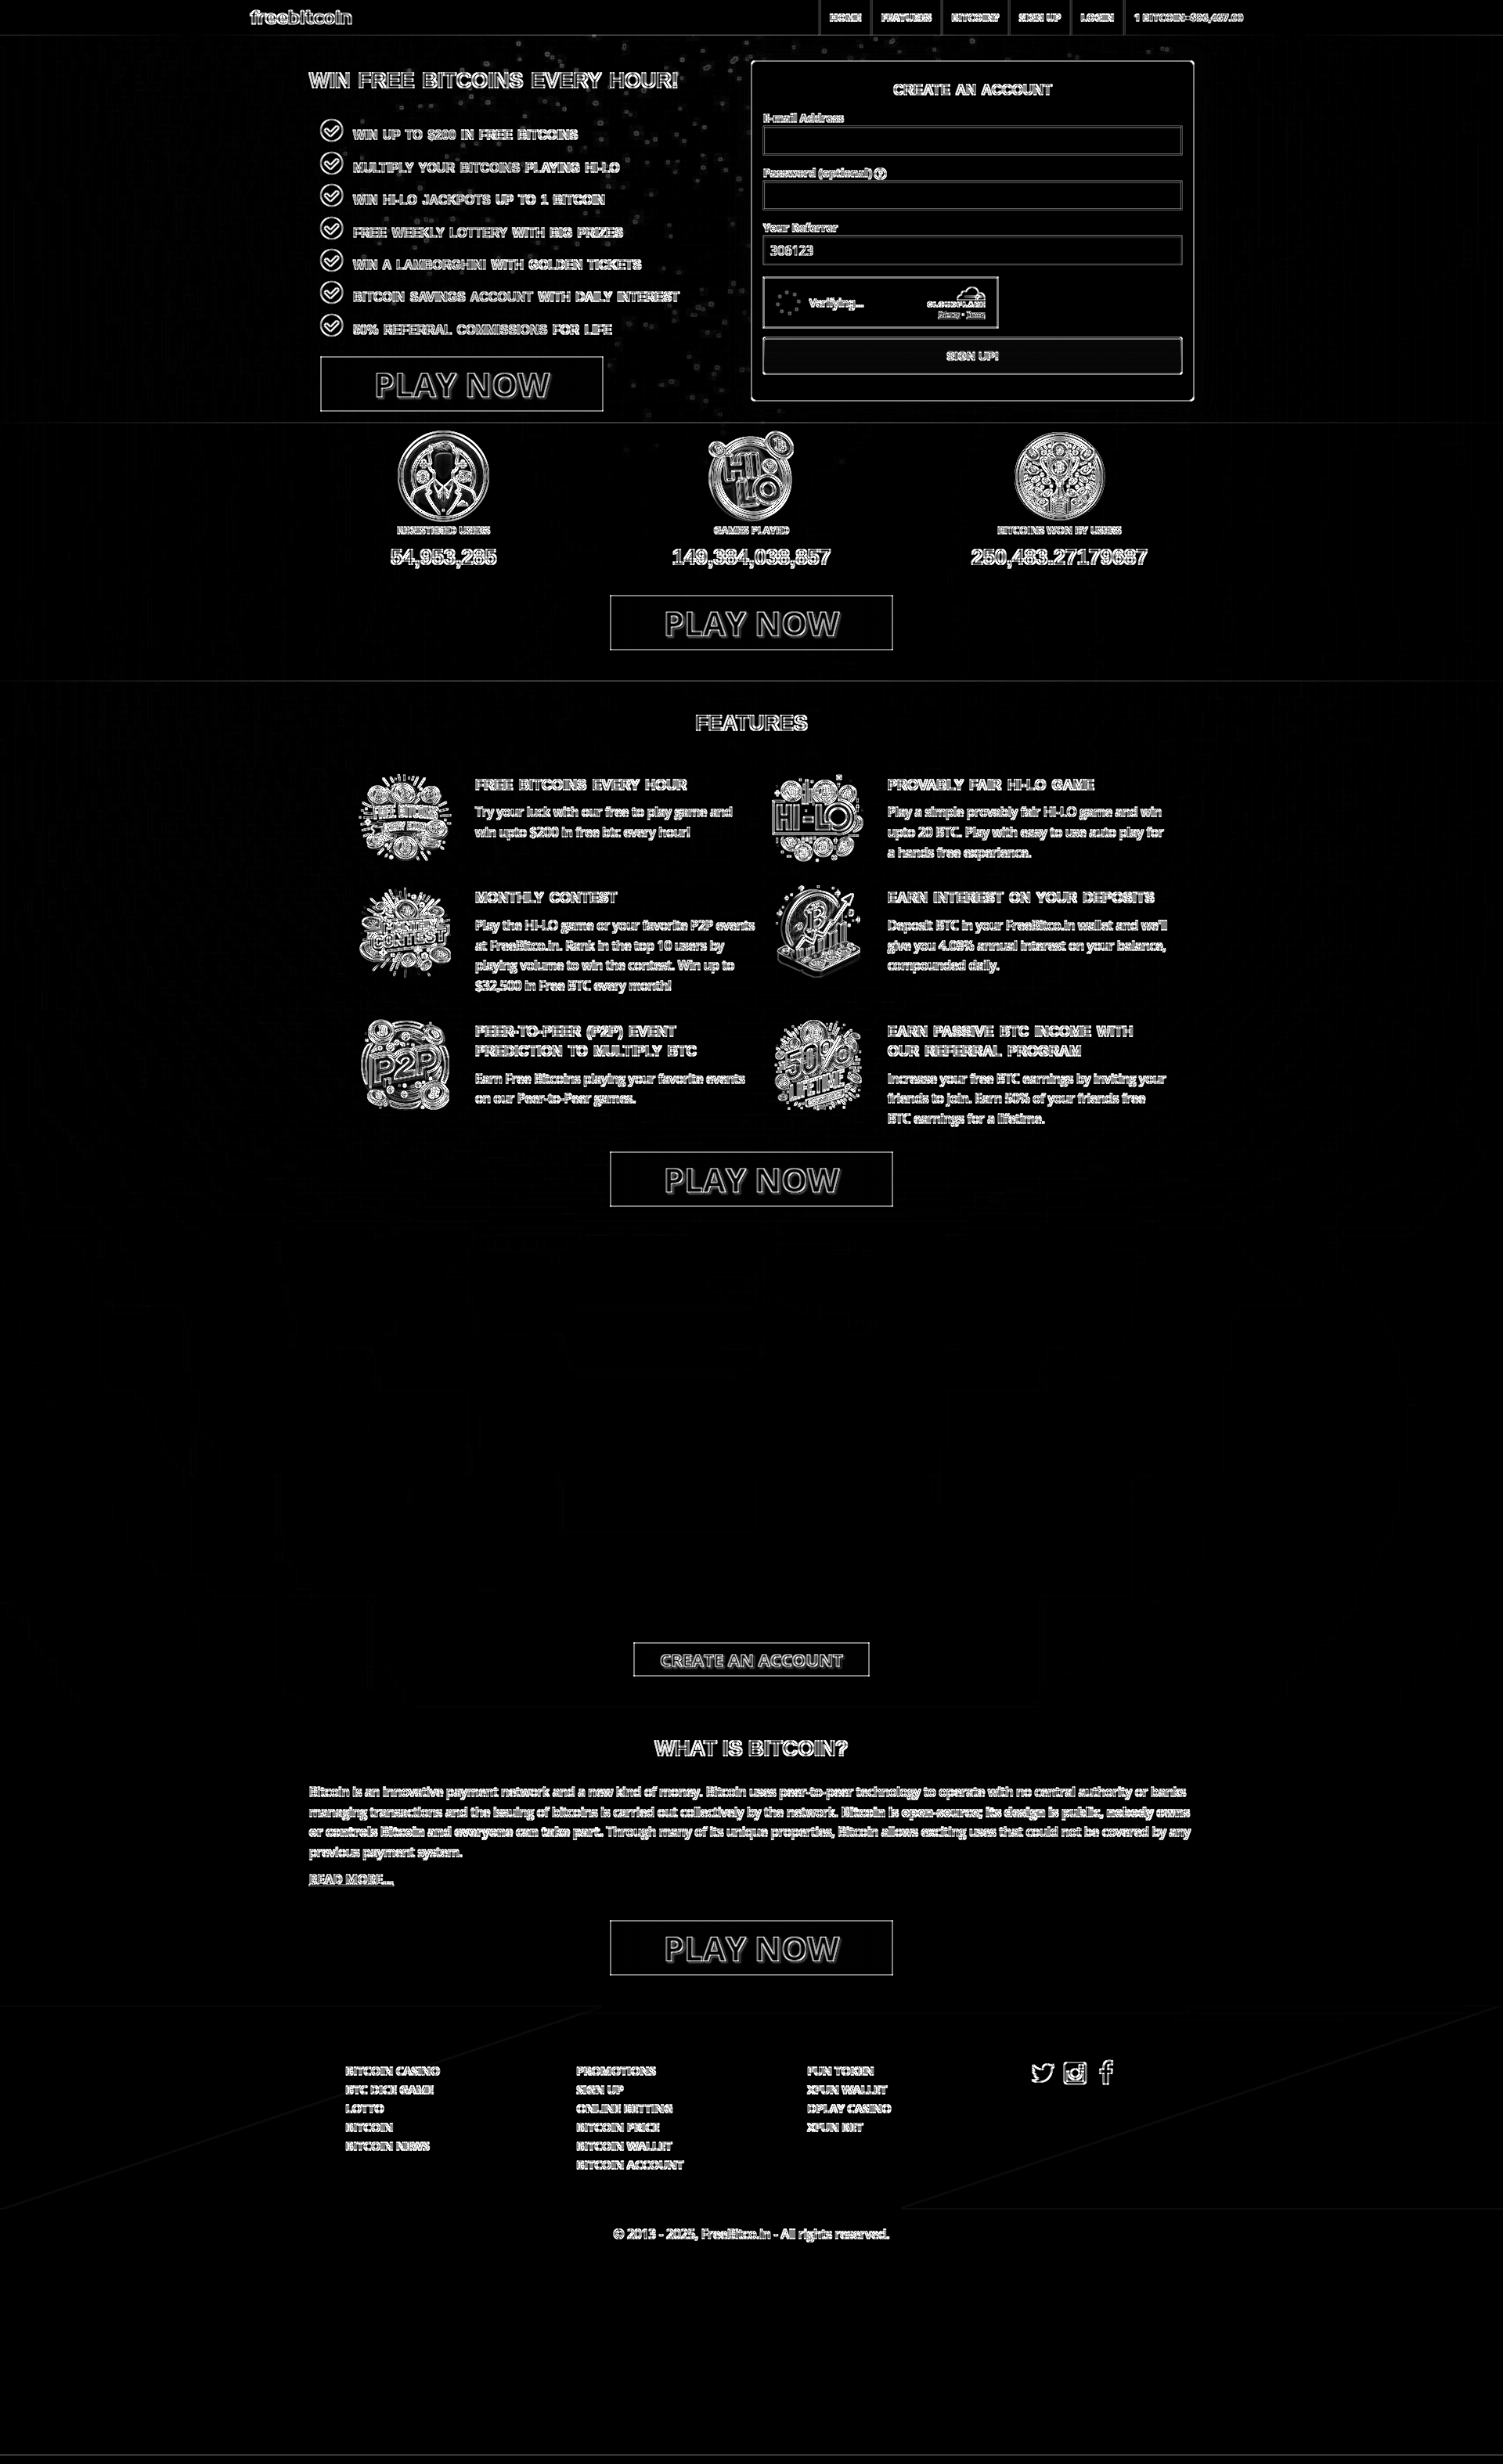 freebitcoin
HOME FEATURES BITCOIN? SIGN UP LOGIN
WIN FREE BITCOINS EVERY HOUR!
WIN UP TO $200 IN FREE BITCOINS
MULTIPLY YOUR BITCOINS PLAYING HI-LO
WIN HI-LO JACKPOTS UP TO 1 BITCOIN
FREE WEEKLY LOTTERY WITH BIG PRIZES
WIN A LAMBORGHINI WITH GOLDEN TICKETS
BITCOIN SAVINGS ACCOUNT WITH DAILY INTEREST
50% REFERRAL COMMISSIONS FOR LIFE
PLAY NOW
CREATE AN ACCOUNT
E-mail Address
Password (optional)
Your Referrer
306123
Verifying...
CLOUDFLARE
Privacy • Terms
SIGN UP!
HI
LO
REGISTERED USERS
GAMES PLAYED
BITCOINS WON BY USERS
54,953,285
149,384,038,857
250,483.27179687
PLAY NOW
FEATURES
FREE BITCOINS
FREE BITCOINS EVERY HOUR
Try your luck with our free to play game and
win upto $200 in free btc every hour!
HI-LO
PROVABLY FAIR HI-LO GAME
Play a simple provably fair HI-LO game and win
upto 20 BTC. Play with easy to use auto play for
a hands free experience.
CONTEST
MONTHLY CONTEST
Play the HI-LO game or your favorite P2P events
at FreeBitco.in. Rank in the top 10 users by
playing volume to win the contest. Win up to
$32,500 in Free BTC every month!
EARN INTEREST ON YOUR DEPOSITS
Deposit BTC in your FreeBitco.in wallet and we'll
give you 4.08% annual interest on your balance,
compounded daily.
P2P
PEER-TO-PEER (P2P) EVENT
PREDICTION TO MULTIPLY BTC
Earn Free Bitcoins playing your favorite events
on our Peer-to-Peer games.
50%
LIFETIME
EARN PASSIVE BTC INCOME WITH
OUR REFERRAL PROGRAM
Increase your free BTC earnings by inviting your
friends to join. Earn 50% of your friends free
BTC earnings for a lifetime.
PLAY NOW
CREATE AN ACCOUNT
WHAT IS BITCOIN?
Bitcoin is an innovative payment network and a new kind of money. Bitcoin uses peer-to-peer technology to operate with no central authority or banks
managing transactions and the issuing of bitcoins is carried out collectively by the network. Bitcoin is open-source; its design is public, nobody owns
or controls Bitcoin and everyone can take part. Through many of its unique properties, Bitcoin allows exciting uses that could not be covered by any
previous payment system.
READ MORE...
PLAY NOW
BITCOIN CASINO
BTC DICE GAME
LOTTO
BITCOIN
BITCOIN NEWS
PROMOTIONS
SIGN UP
ONLINE BETTING
BITCOIN PRICE
BITCOIN WALLET
BITCOIN ACCOUNT
FUN TOKEN
XFUN WALLET
DPLAY CASINO
XFUN BET
© 2013 - 2025, FreeBitco.in - All rights reserved.